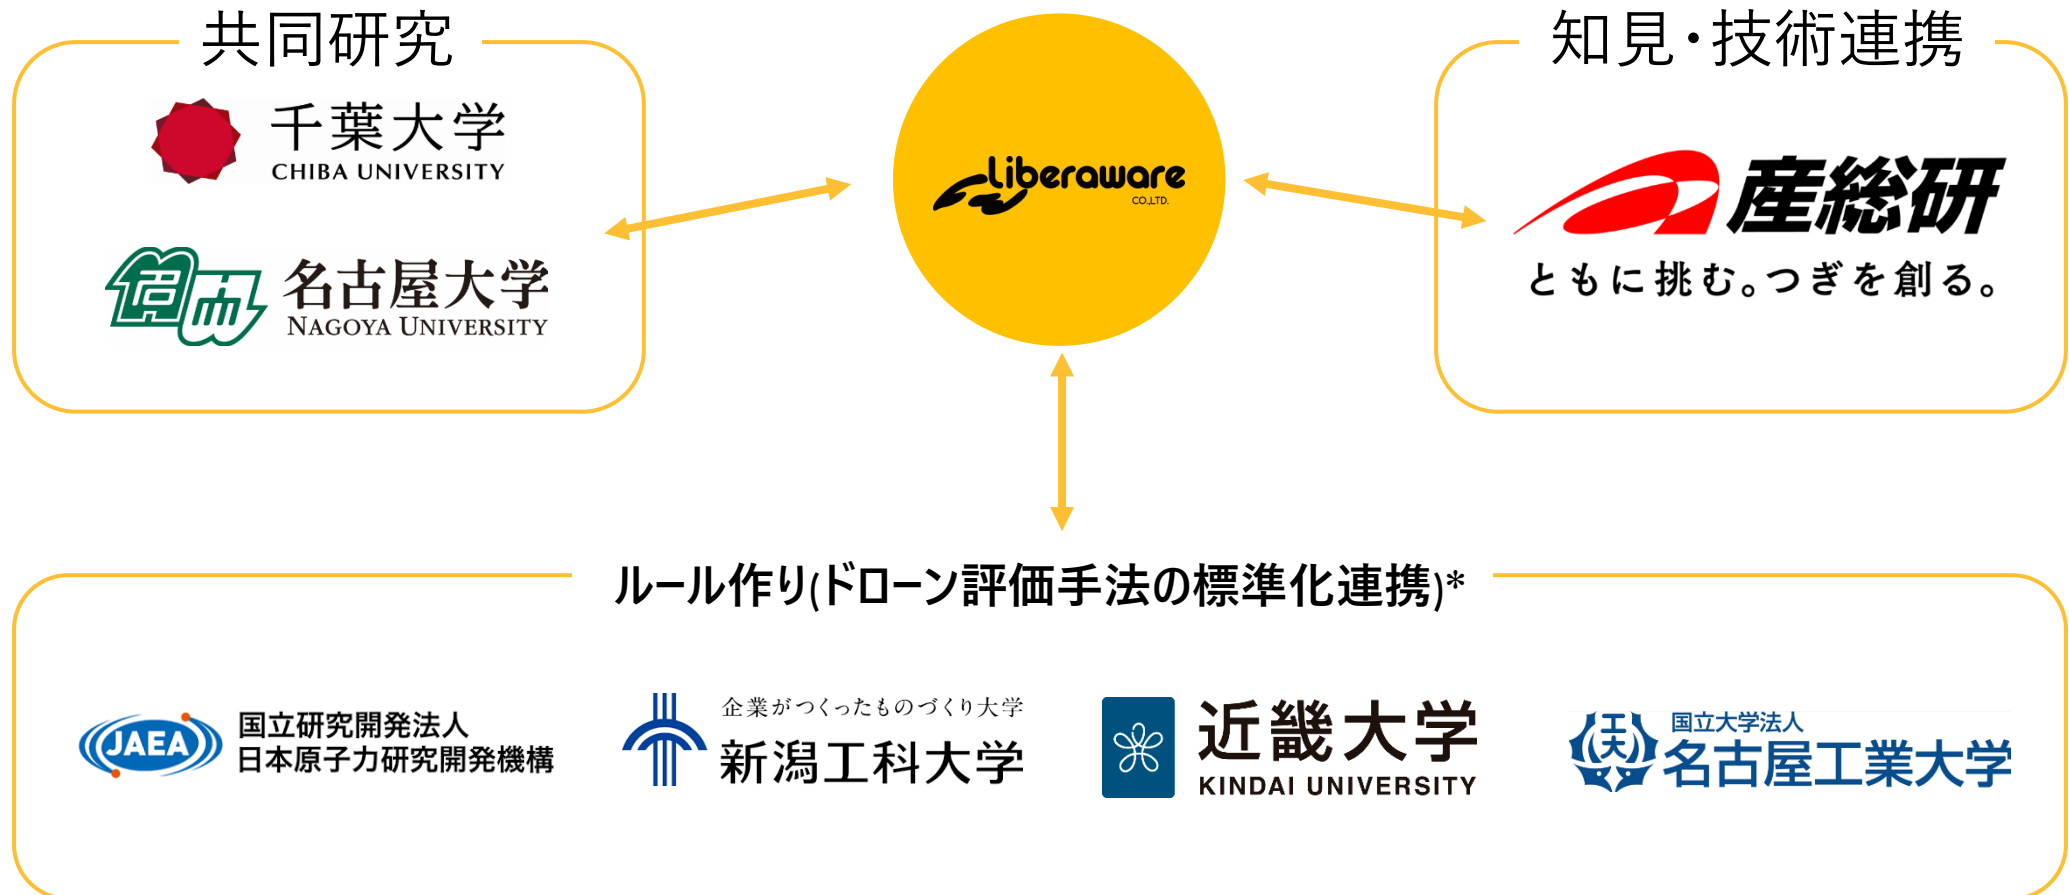 共同研究
千葉大学
CHIBA UNIVERSITY
名古屋大学
NAGOYA UNIVERSITY
Liberaware
CO.,LTD.
知見・技術連携
産総研
ともに挑む。つぎを創る。
ルール作り(ドローン評価手法の標準化連携)*
JAEA
国立研究開発法人
日本原子力研究開発機構
企業がつくったものづくり大学
新潟工科大学
近畿大学
KINDAI UNIVERSITY
工大
国立大学法人
名古屋工業大学